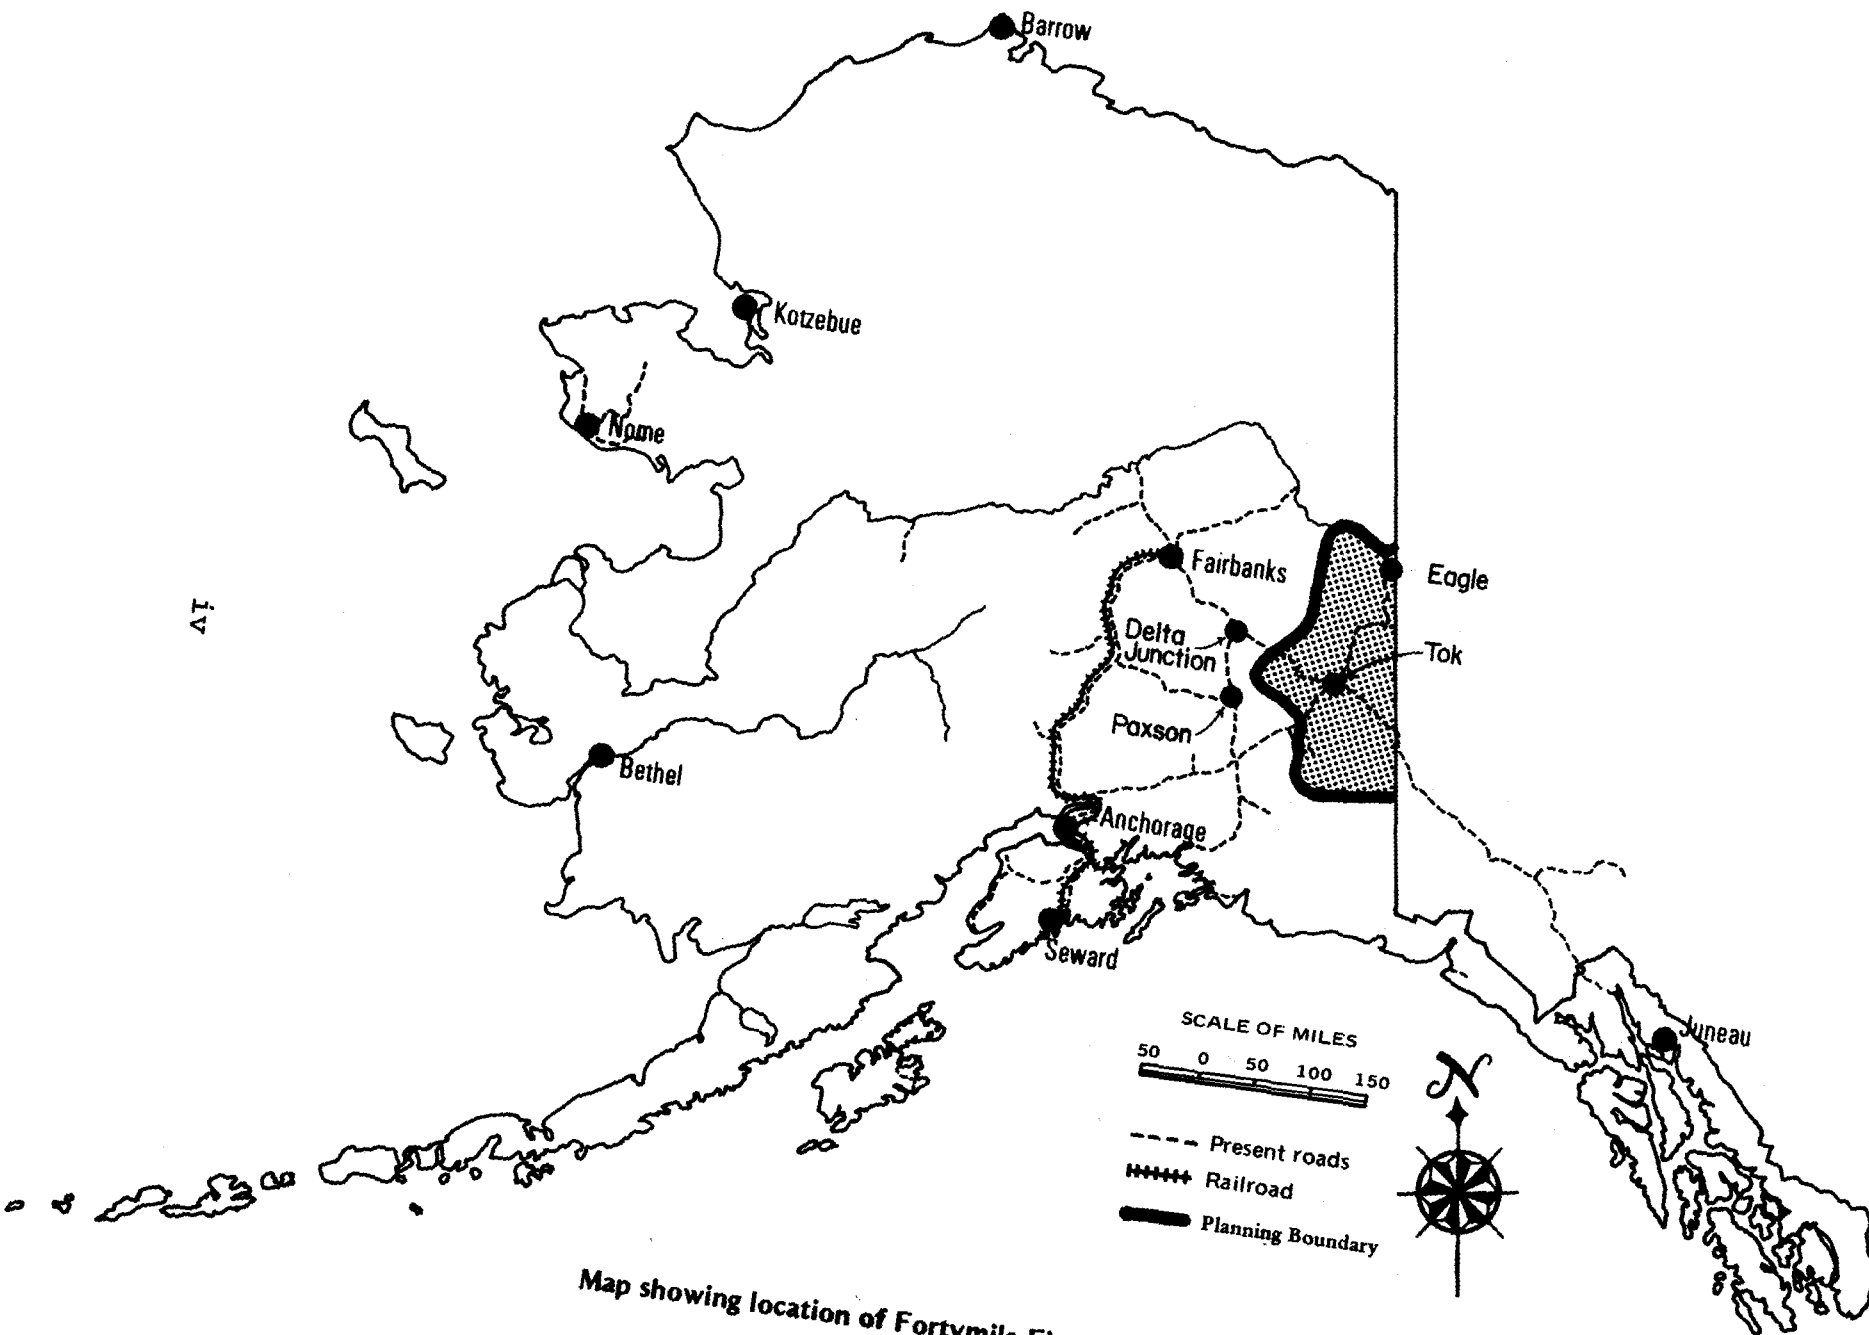 Barrow
Kotzebue
Nome
Fairbanks
Eagle
Delta
Junction
Tok
Paxson
Bethel
Anchorage
Seward
Juneau
iv
SCALE OF MILES
50 0 50 100 150
N
Present roads
Railroad
Planning Boundary
Map showing location of Fortymile